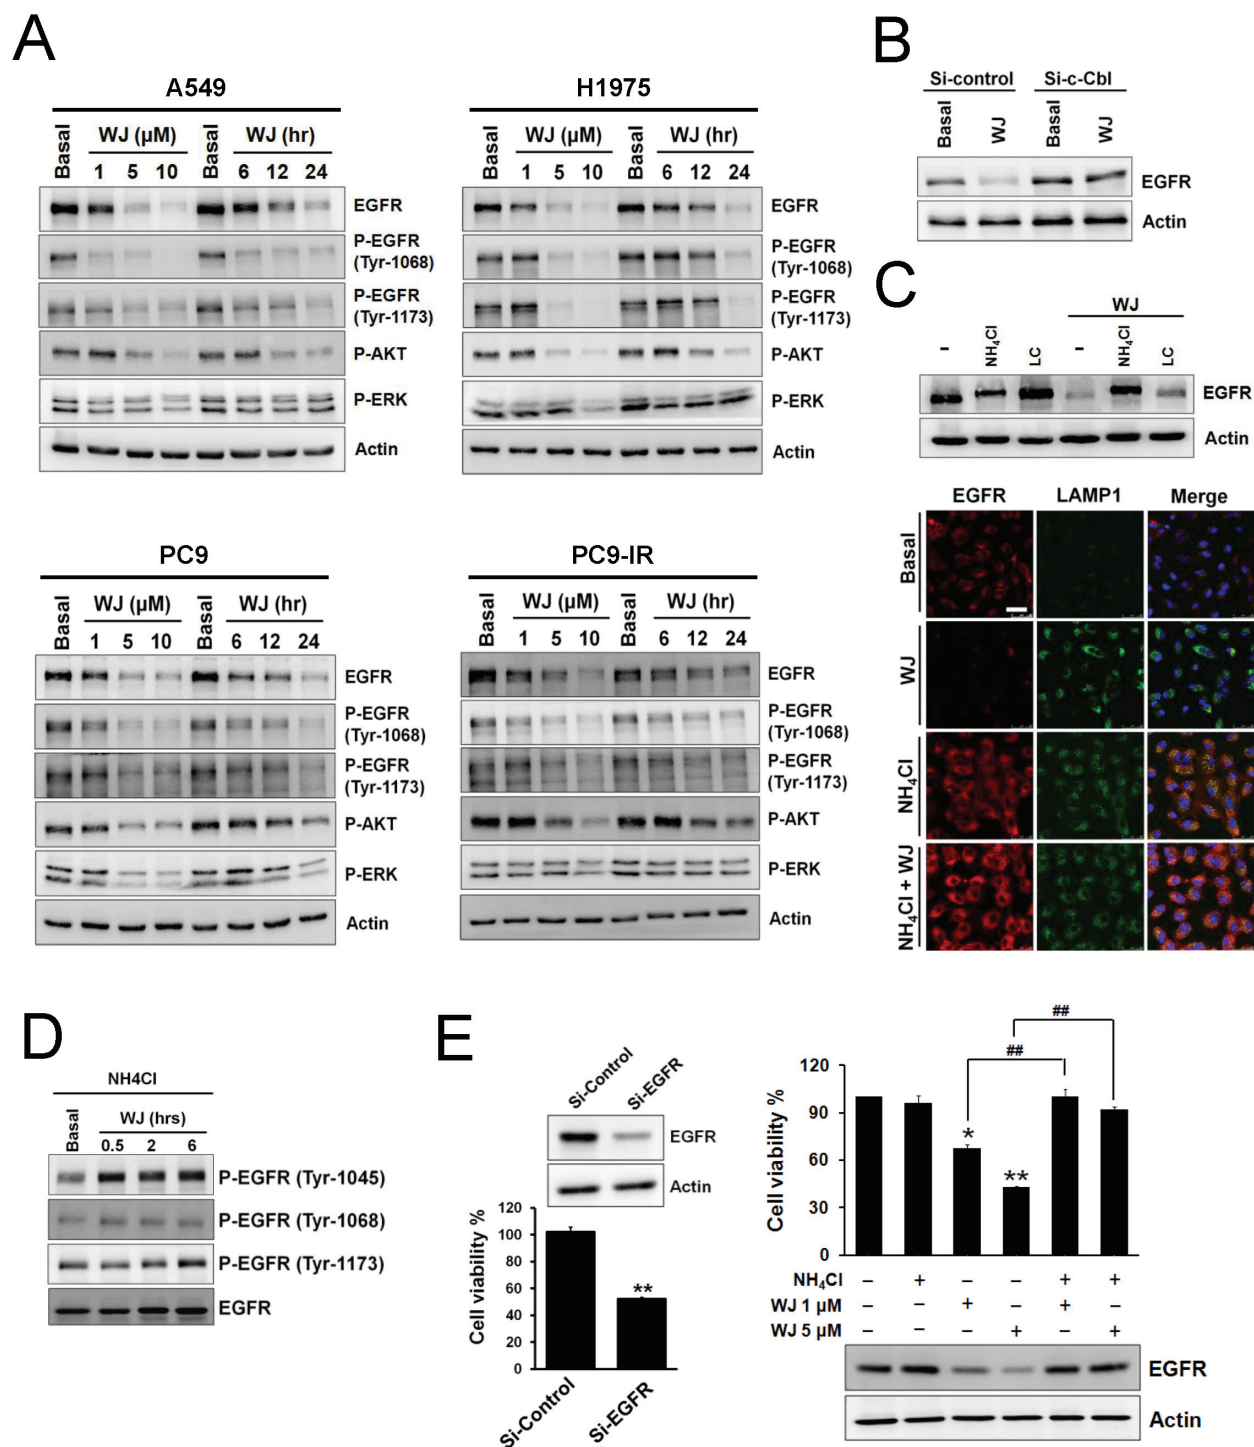 A
A549
Basal
WJ (µM)
Basal
WJ (hr)
1 5 10 6 12 24
EGFR
P-EGFR
(Tyr-1068)
P-EGFR
(Tyr-1173)
P-AKT
P-ERK
Actin
H1975
Basal
WJ (µM)
Basal
WJ (hr)
1 5 10 6 12 24
EGFR
P-EGFR
(Tyr-1068)
P-EGFR
(Tyr-1173)
P-AKT
P-ERK
Actin
PC9
Basal
WJ (µM)
Basal
WJ (hr)
1 5 10 6 12 24
EGFR
P-EGFR
(Tyr-1068)
P-EGFR
(Tyr-1173)
P-AKT
P-ERK
Actin
PC9-IR
Basal
WJ (µM)
Basal
WJ (hr)
1 5 10 6 12 24
EGFR
P-EGFR
(Tyr-1068)
P-EGFR
(Tyr-1173)
P-AKT
P-ERK
Actin
B
Si-control Si-c-Cbl
Basal WJ Basal WJ
EGFR
Actin
C
WJ
– NH₄Cl LC – NH₄Cl LC
EGFR
Actin
EGFR LAMP1 Merge
Basal
WJ
NH₄Cl
NH₄Cl + WJ
D
NH4Cl
Basal
WJ (hrs)
0.5 2 6
P-EGFR (Tyr-1045)
P-EGFR (Tyr-1068)
P-EGFR (Tyr-1173)
EGFR
E
Si-Control Si-EGFR
EGFR
Actin
Cell viability %
120
100
80
60
40
20
0
**
Si-Control Si-EGFR
##
##
Cell viability %
120
90
60
30
0
*
**
NH₄Cl – + – – + +
WJ 1 µM – – + – + –
WJ 5 µM – – – + – +
EGFR
Actin